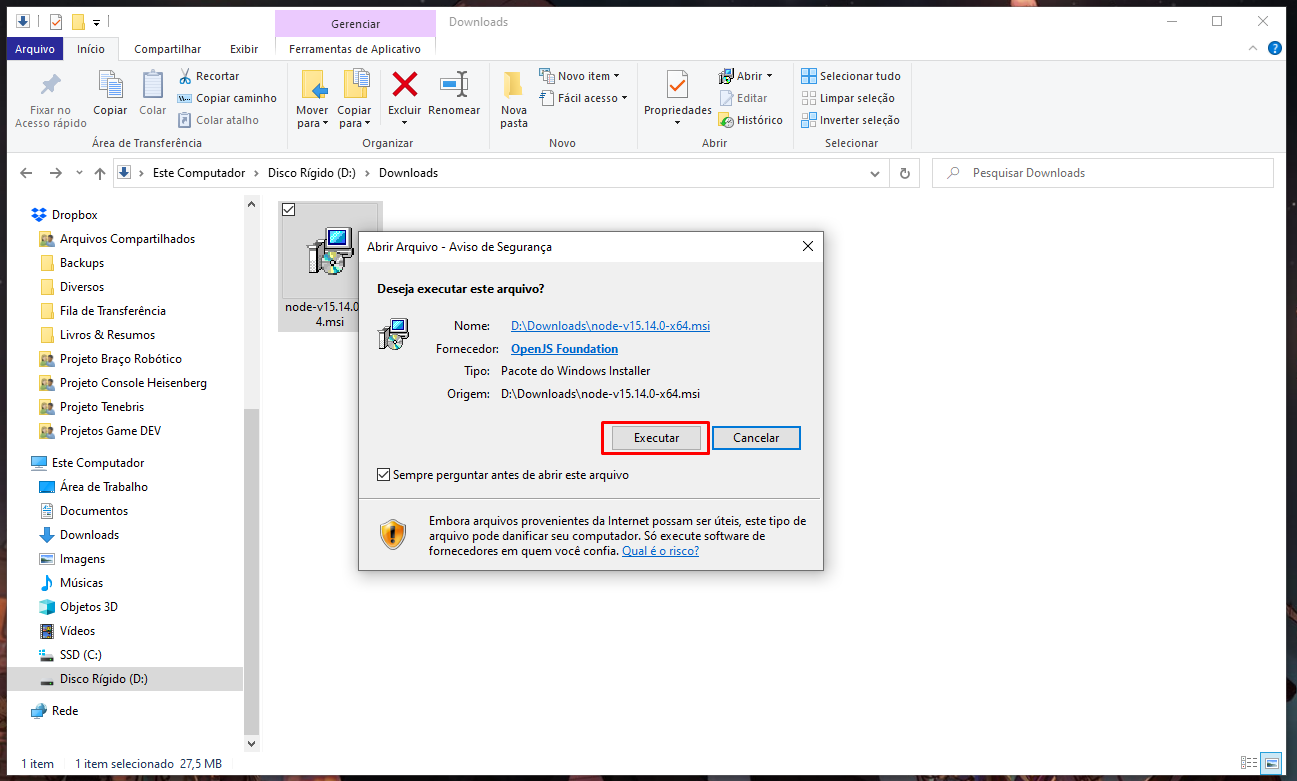 Gerenciar
Downloads
Arquivo
Início
Compartilhar
Exibir
Ferramentas de Aplicativo
Fixar no
Acesso rápido
Copiar
Colar
Recortar
Copiar caminho
Colar atalho
Área de Transferência
Mover
para
Copiar
para
Excluir
Renomear
Organizar
Nova
pasta
Novo item
Fácil acesso
Novo
Propriedades
Abrir
Editar
Histórico
Abrir
Selecionar tudo
Limpar seleção
Inverter seleção
Selecionar
Este Computador > Disco Rígido (D:) > Downloads
Pesquisar Downloads
Dropbox
Arquivos Compartilhados
Backups
Diversos
Fila de Transferência
Livros & Resumos
Projeto Braço Robótico
Projeto Console Heisenberg
Projeto Tenebris
Projetos Game DEV
Este Computador
Área de Trabalho
Documentos
Downloads
Imagens
Músicas
Objetos 3D
Vídeos
SSD (C:)
Disco Rígido (D:)
Rede
node-v15.14.0
4.msi
Abrir Arquivo - Aviso de Segurança
Deseja executar este arquivo?
Nome: D:\Downloads\node-v15.14.0-x64.msi
Fornecedor: OpenJS Foundation
Tipo: Pacote do Windows Installer
Origem: D:\Downloads\node-v15.14.0-x64.msi
Executar
Cancelar
Sempre perguntar antes de abrir este arquivo
Embora arquivos provenientes da Internet possam ser úteis, este tipo de
arquivo pode danificar seu computador. Só execute software de
fornecedores em quem você confia. Qual é o risco?
1 item
1 item selecionado 27,5 MB